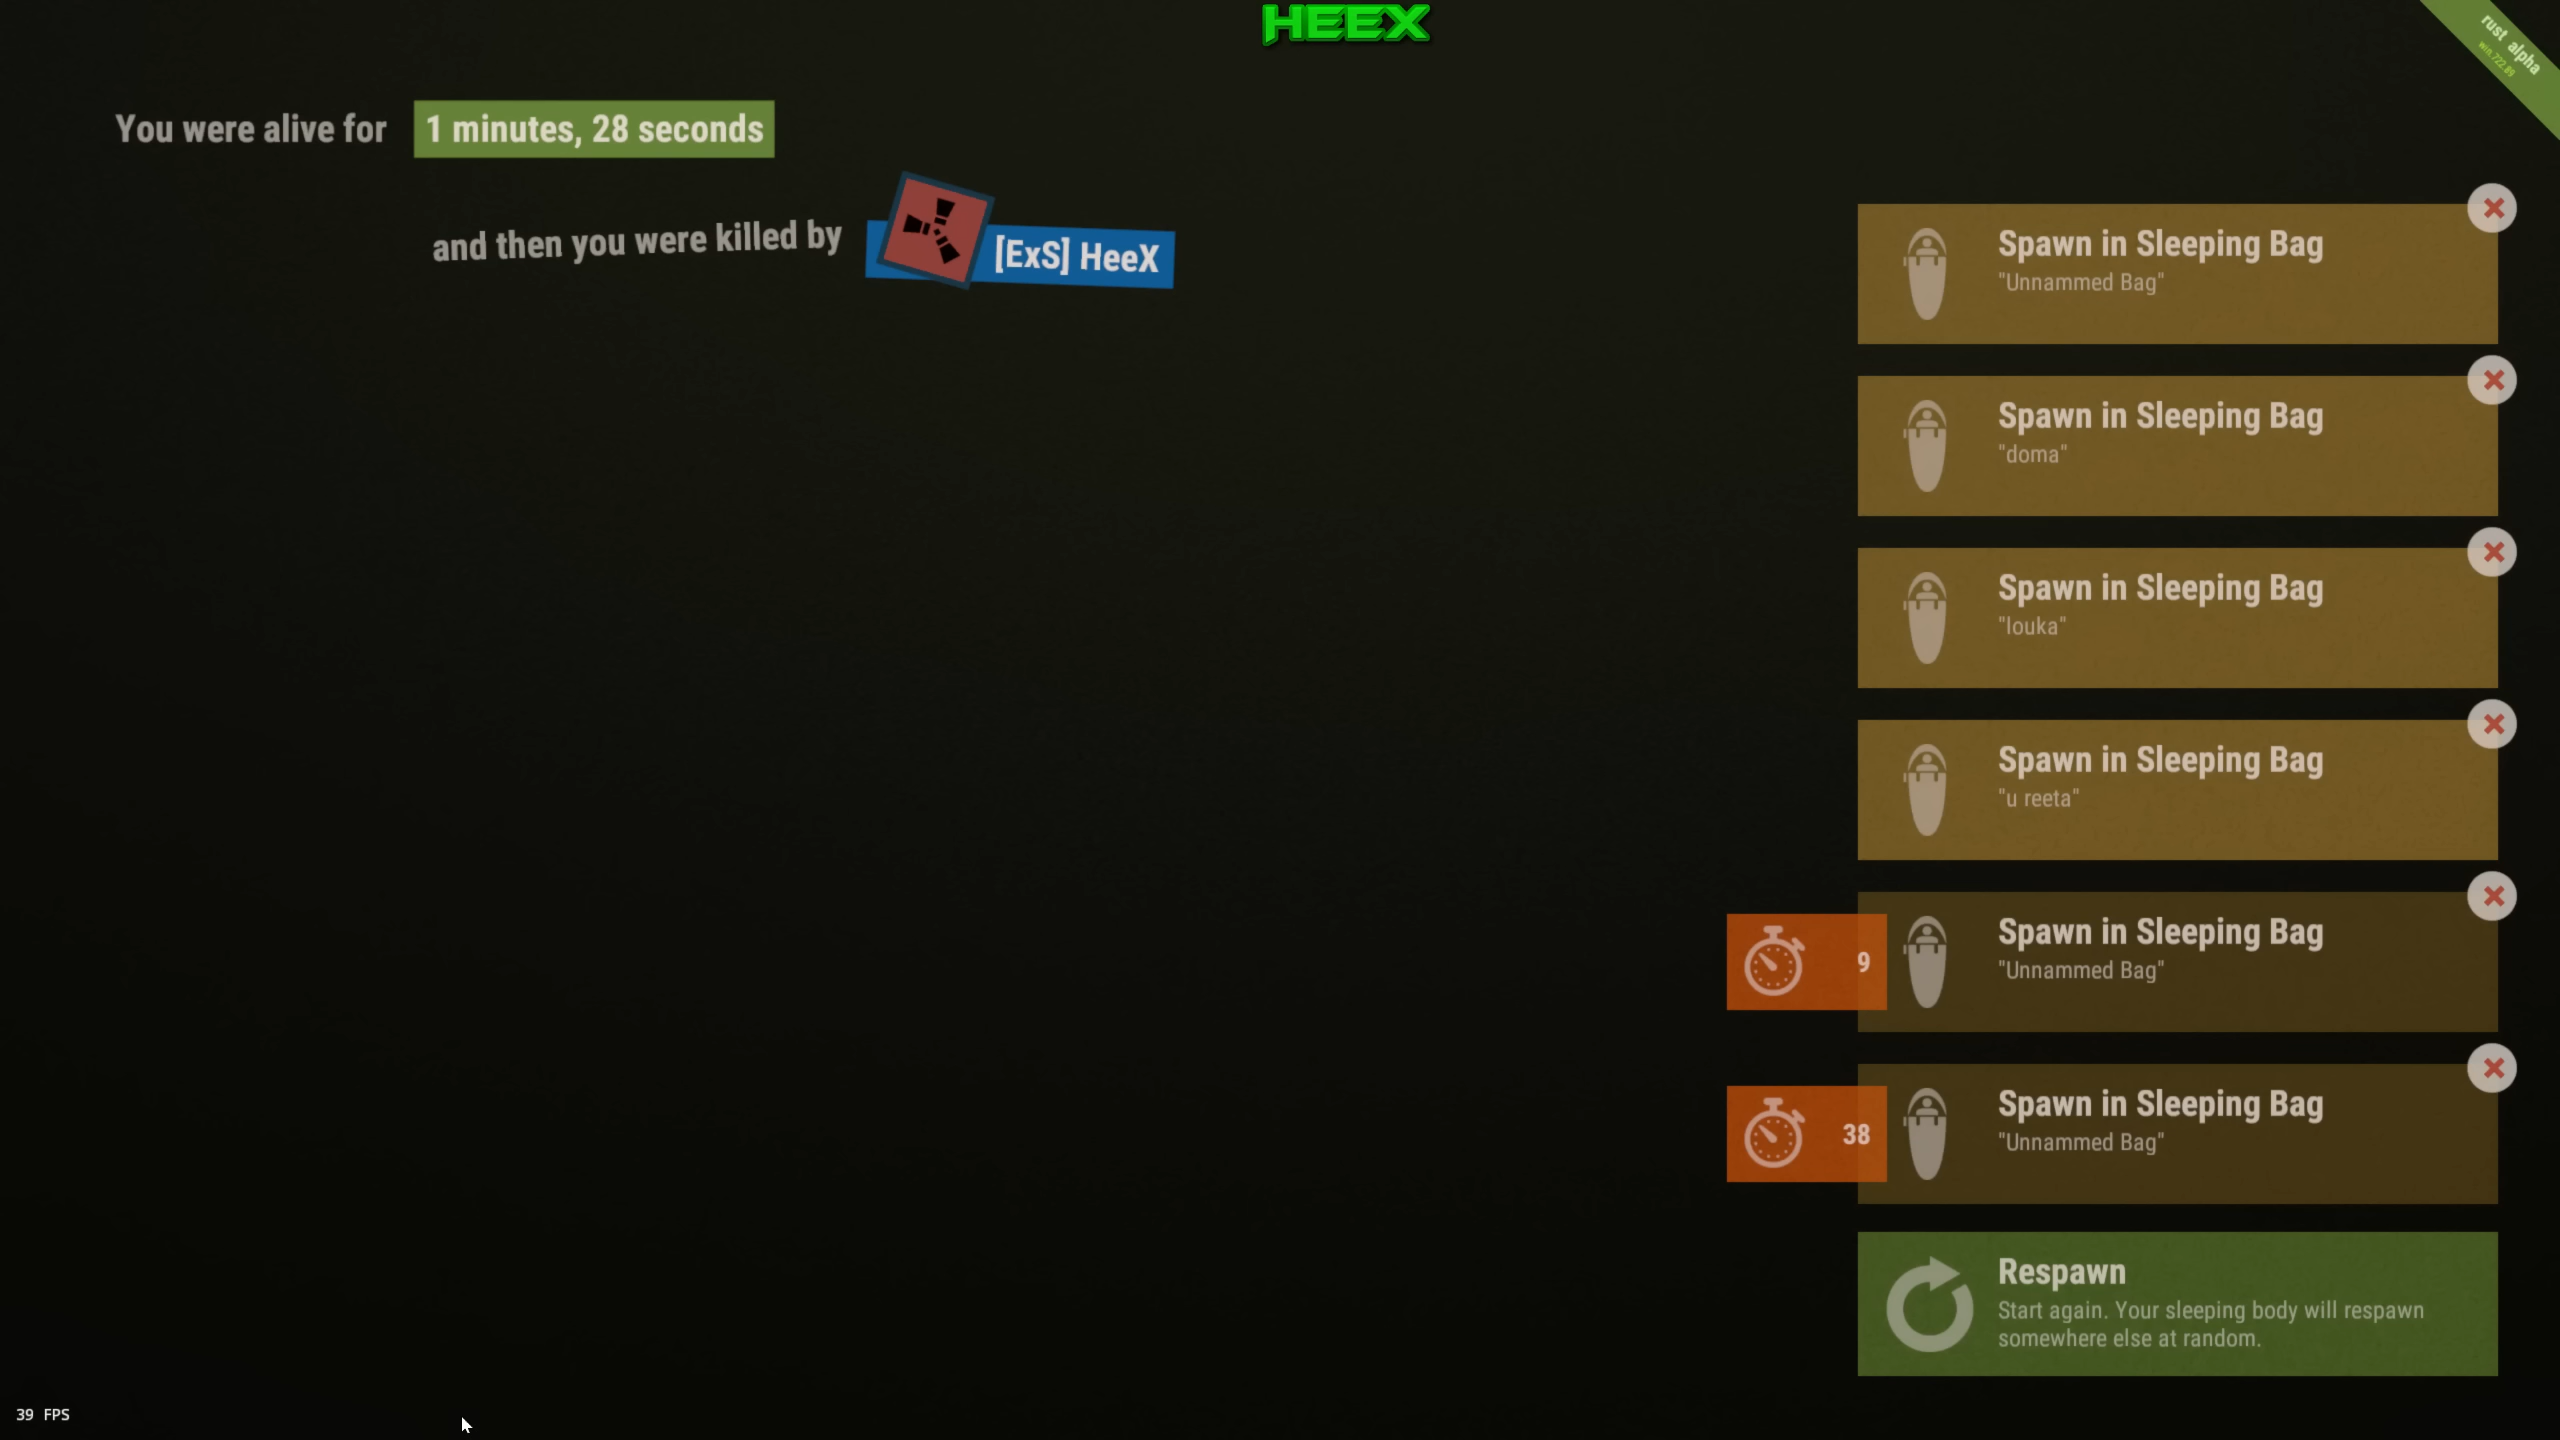 HEEX
rust alpha
win.722.89
You were alive for 1 minutes, 28 seconds
and then you were killed by [ExS] HeeX
Spawn in Sleeping Bag
"Unnammed Bag"
Spawn in Sleeping Bag
"doma"
Spawn in Sleeping Bag
"louka"
Spawn in Sleeping Bag
"u reeta"
9
Spawn in Sleeping Bag
"Unnammed Bag"
38
Spawn in Sleeping Bag
"Unnammed Bag"
Respawn
Start again. Your sleeping body will respawn
somewhere else at random.
39 FPS